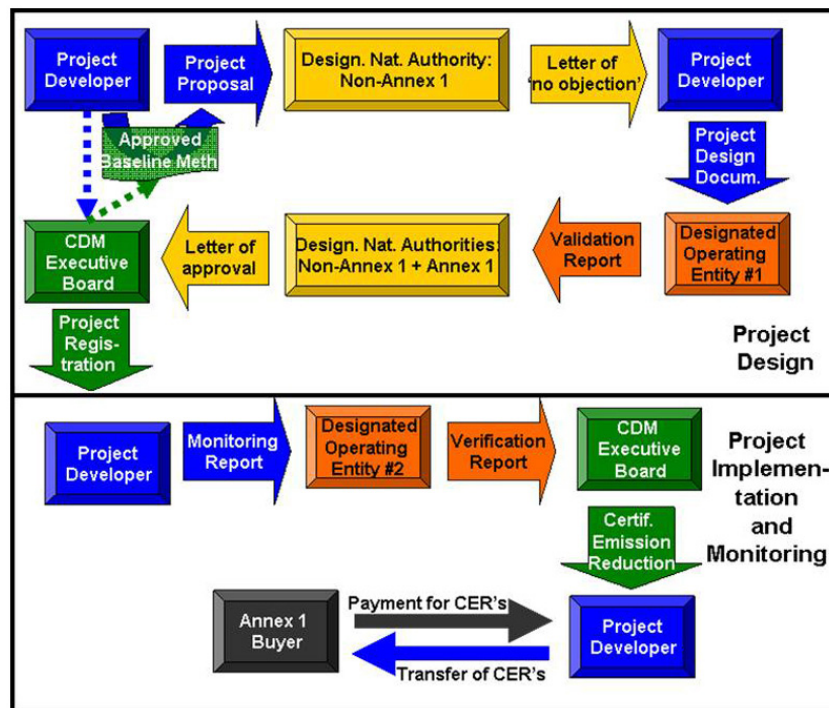 Project
Developer
Project
Proposal
Design. Nat. Authority:
Non-Annex 1
Letter of
'no objection'
Project
Developer
Approved
Baseline Meth
Project
Design
Docum.
CDM
Executive
Board
Letter of
approval
Design. Nat. Authorities:
Non-Annex 1 + Annex 1
Validation
Report
Designated
Operating
Entity #1
Project
Regis-
tration
Project
Design
Project
Developer
Monitoring
Report
Designated
Operating
Entity #2
Verification
Report
CDM
Executive
Board
Project
Implemen-
tation
and
Monitoring
Certif.
Emission
Reduction
Annex 1
Buyer
Payment for CER's
Transfer of CER's
Project
Developer